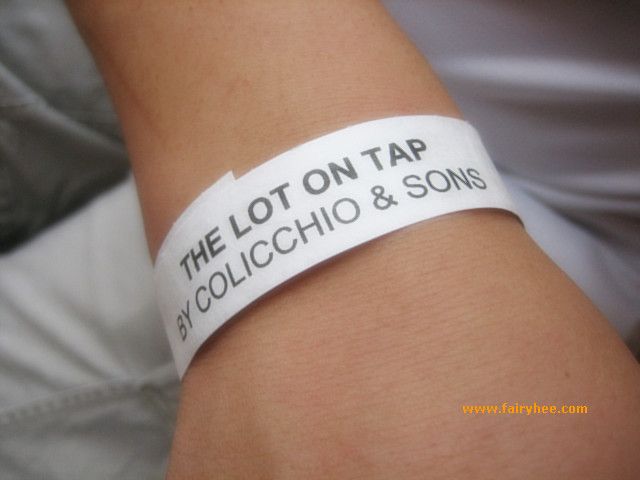 THE LOT ON TAP
BY COLICCHIO & SONS
www.fairyhee.com